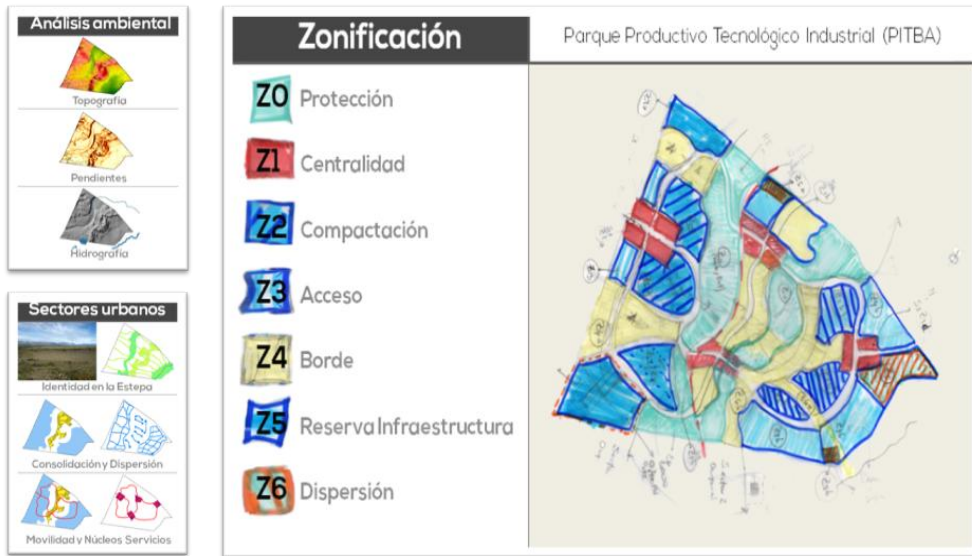 Análisis ambiental
Topografía
Pendientes
Hidrografía
Sectores urbanos
Identidad en la Estepa
Consolidación y Dispersión
Movilidad y Núcleos Servicios
Zonificación
Parque Productivo Tecnológico Industrial (PITBA)
Z0 Protección
Z1 Centralidad
Z2 Compactación
Z3 Acceso
Z4 Borde
Z5 Reserva Infraestructura
Z6 Dispersión